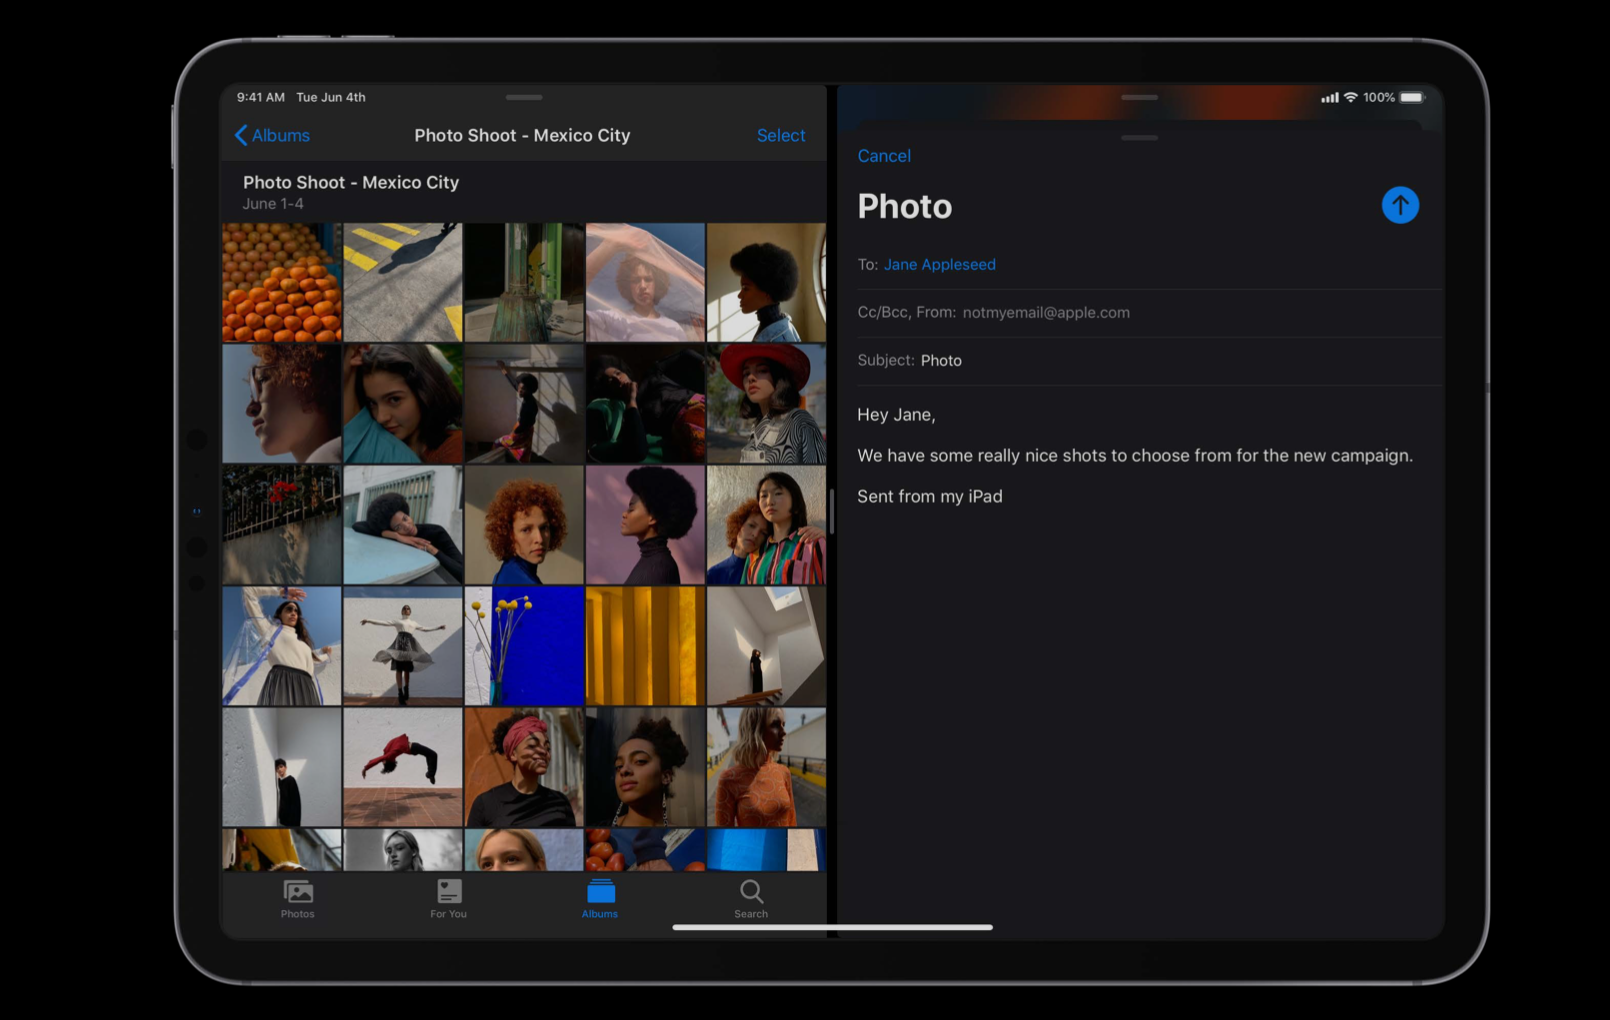 9:41 AM Tue Jun 4th
Albums
Photo Shoot - Mexico City
Select
Photo Shoot - Mexico City
June 1-4
Photos
For You
Albums
Search
100%
Cancel
Photo
To: Jane Appleseed
Cc/Bcc, From: notmyemail@apple.com
Subject: Photo
Hey Jane,
We have some really nice shots to choose from for the new campaign.
Sent from my iPad